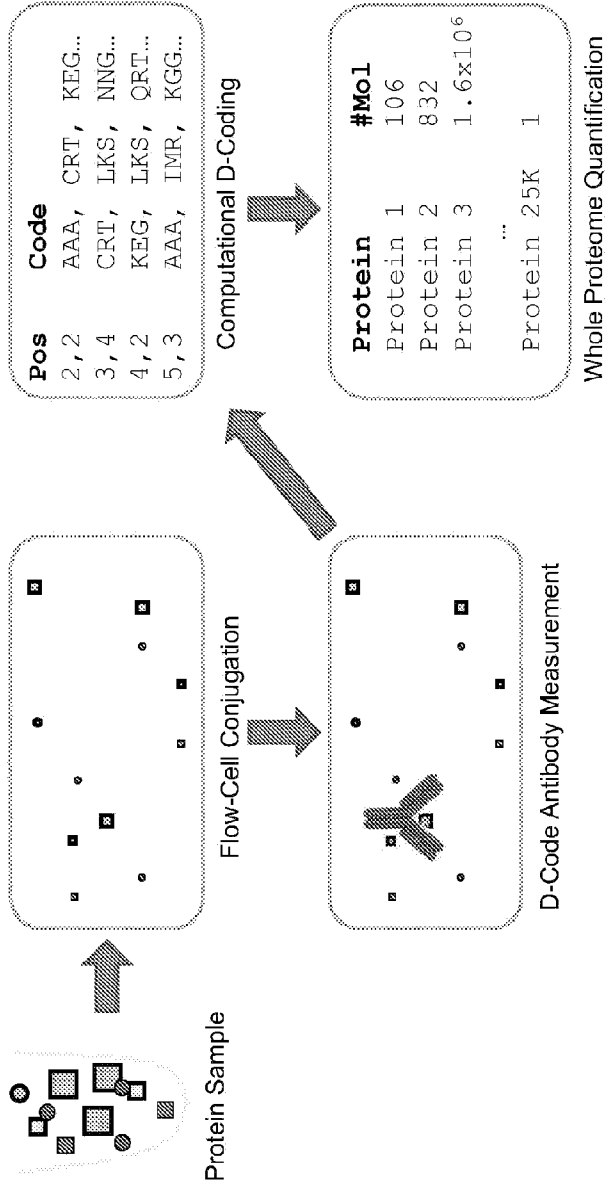 Protein Sample
Flow-Cell Conjugation
D-Code Antibody Measurement
Pos Code
2,2 AAA, CRT, KEG...
3,4 CRT, LKS, NNG...
4,2 KEG, LKS, QRT...
5,3 AAA, IMR, KGG...
Computational D-Coding
Protein #Mol
Protein 1 106
Protein 2 832
Protein 3 1.6x10⁶
...
Protein 25K 1
Whole Proteome Quantification